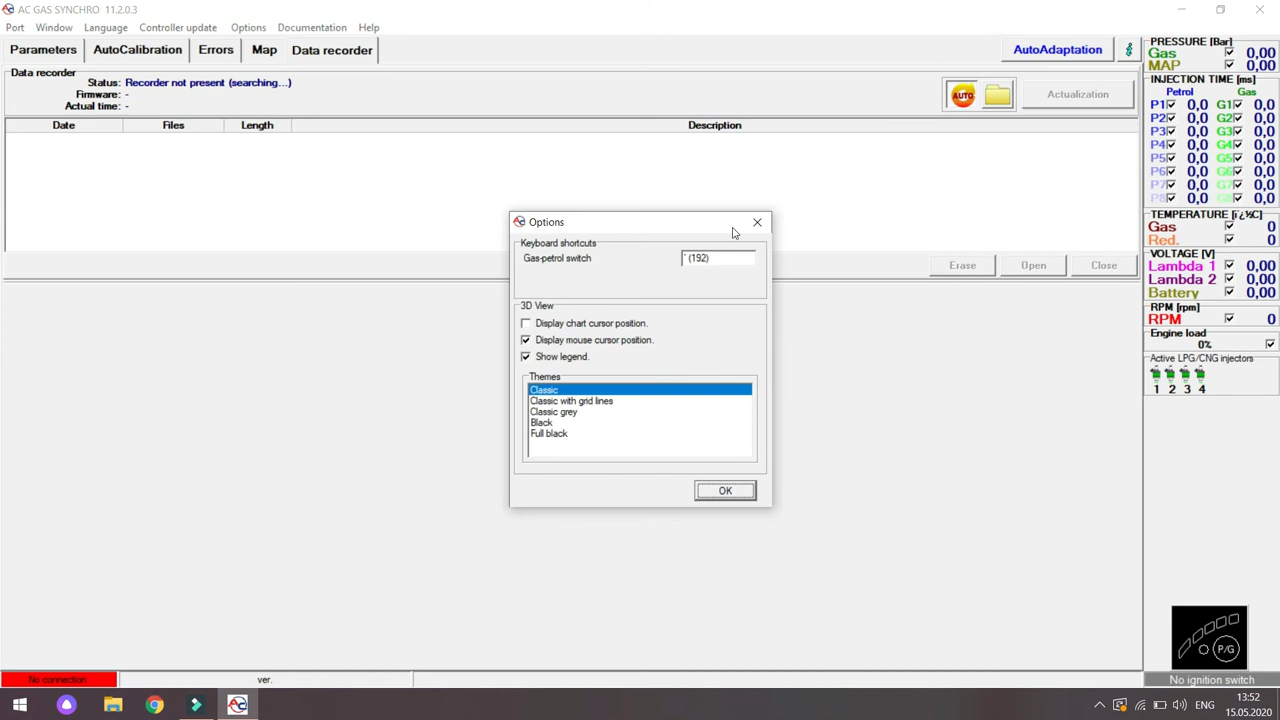 AC GAS SYNCHRO 11.2.0.3
Port Window Language Controller update Options Documentation Help
Parameters AutoCalibration Errors Map Data recorder AutoAdaptation
Data recorder
Status: Recorder not present (searching...)
Firmware: -
Actual time: -
AUTO Actualization
Date Files Length Description
Erase Open Close
Options
Keyboard shortcuts
Gas-petrol switch ` (192)
3D View
Display chart cursor position.
Display mouse cursor position.
Show legend.
Themes
Classic
Classic with grid lines
Classic grey
Black
Full black
OK
PRESSURE [Bar]
Gas 0,00
MAP 0,00
INJECTION TIME [ms]
Petrol Gas
P1 0,0 G1 0,0
P2 0,0 G2 0,0
P3 0,0 G3 0,0
P4 0,0 G4 0,0
P5 0,0 G5 0,0
P6 0,0 G6 0,0
P7 0,0 G7 0,0
P8 0,0 G8 0,0
TEMPERATURE [ï¿½C]
Gas 0
Red. 0
VOLTAGE [V]
Lambda 1 0,00
Lambda 2 0,00
Battery 0,00
RPM [rpm]
RPM 0
Engine load
0%
Active LPG/CNG injectors
1 2 3 4
P/G
No connection ver. No ignition switch
AC ENG 13:52
15.05.2020